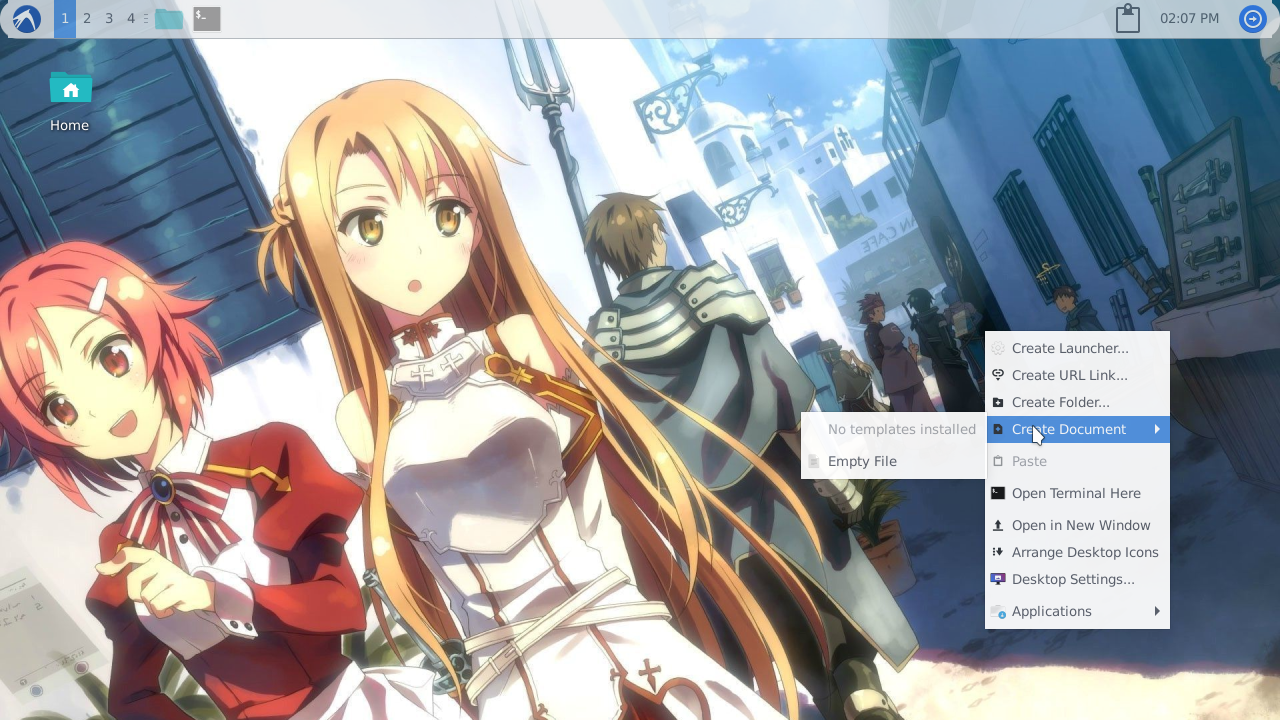 1 2 3 4
$-
02:07 PM
Home
Create Launcher...
Create URL Link...
Create Folder...
Create Document
No templates installed
Paste
Empty File
Open Terminal Here
Open in New Window
Arrange Desktop Icons
Desktop Settings...
Applications